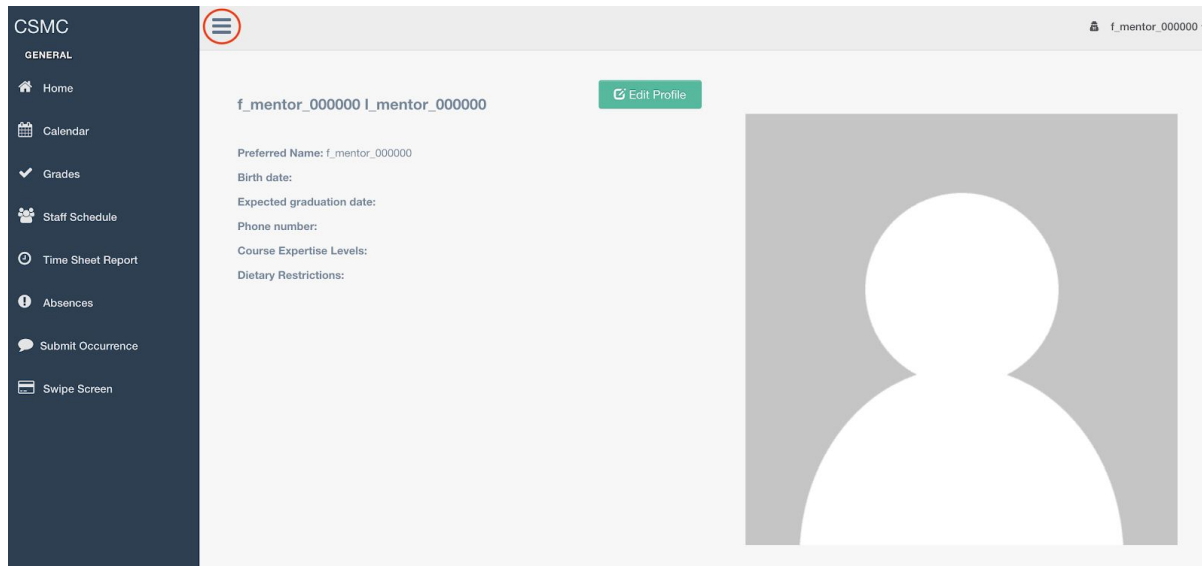 CSMC
f_mentor_000000
GENERAL
Home
Calendar
Grades
Staff Schedule
Time Sheet Report
Absences
Submit Occurrence
Swipe Screen
f_mentor_000000 l_mentor_000000
Edit Profile
Preferred Name: f_mentor_000000
Birth date:
Expected graduation date:
Phone number:
Course Expertise Levels:
Dietary Restrictions: